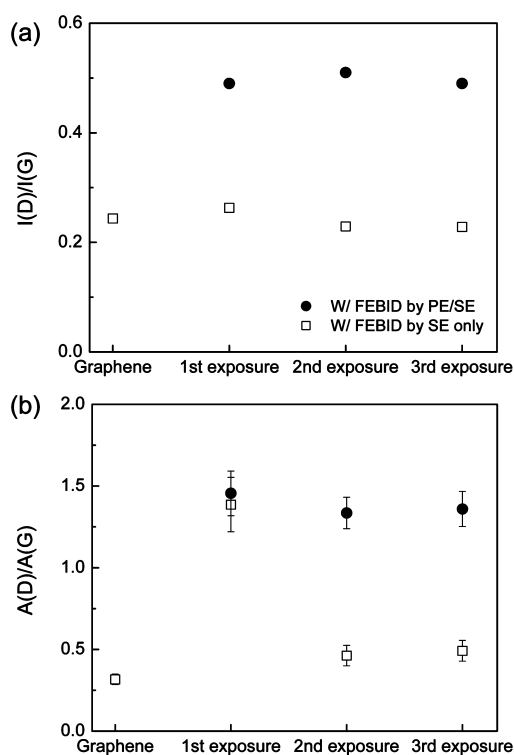 (a)
0.6
0.4
0.2
0.0
I(D)/I(G)
W/ FEBID by PE/SE
W/ FEBID by SE only
Graphene 1st exposure 2nd exposure 3rd exposure
(b)
2.0
1.5
1.0
0.5
0.0
A(D)/A(G)
Graphene 1st exposure 2nd exposure 3rd exposure